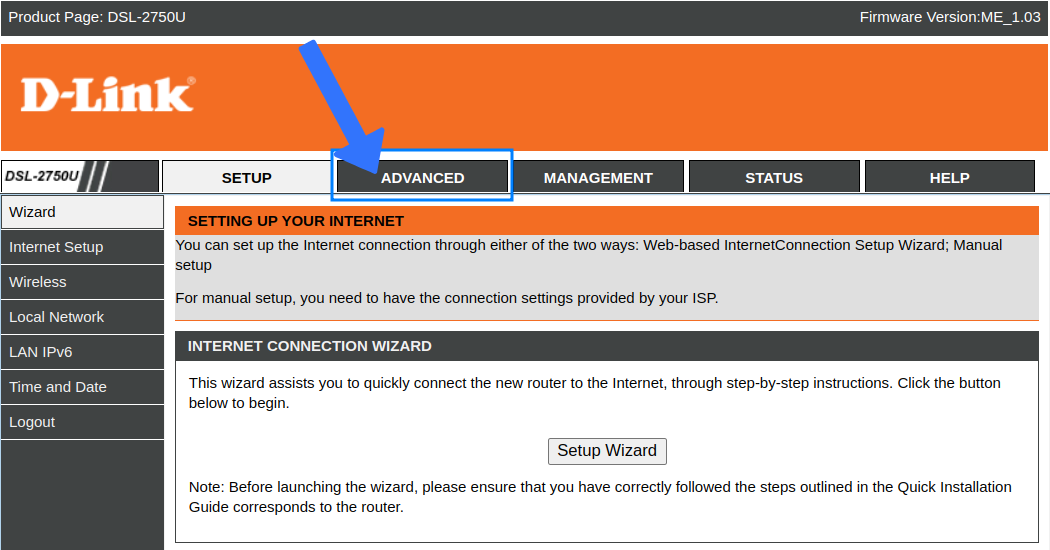 Product Page: DSL-2750U
Firmware Version:ME_1.03
D-Link®
DSL-2750U
SETUP
ADVANCED
MANAGEMENT
STATUS
HELP
Wizard
Internet Setup
Wireless
Local Network
LAN IPv6
Time and Date
Logout
SETTING UP YOUR INTERNET
You can set up the Internet connection through either of the two ways: Web-based InternetConnection Setup Wizard; Manual
setup
For manual setup, you need to have the connection settings provided by your ISP.
INTERNET CONNECTION WIZARD
This wizard assists you to quickly connect the new router to the Internet, through step-by-step instructions. Click the button
below to begin.
Setup Wizard
Note: Before launching the wizard, please ensure that you have correctly followed the steps outlined in the Quick Installation
Guide corresponds to the router.